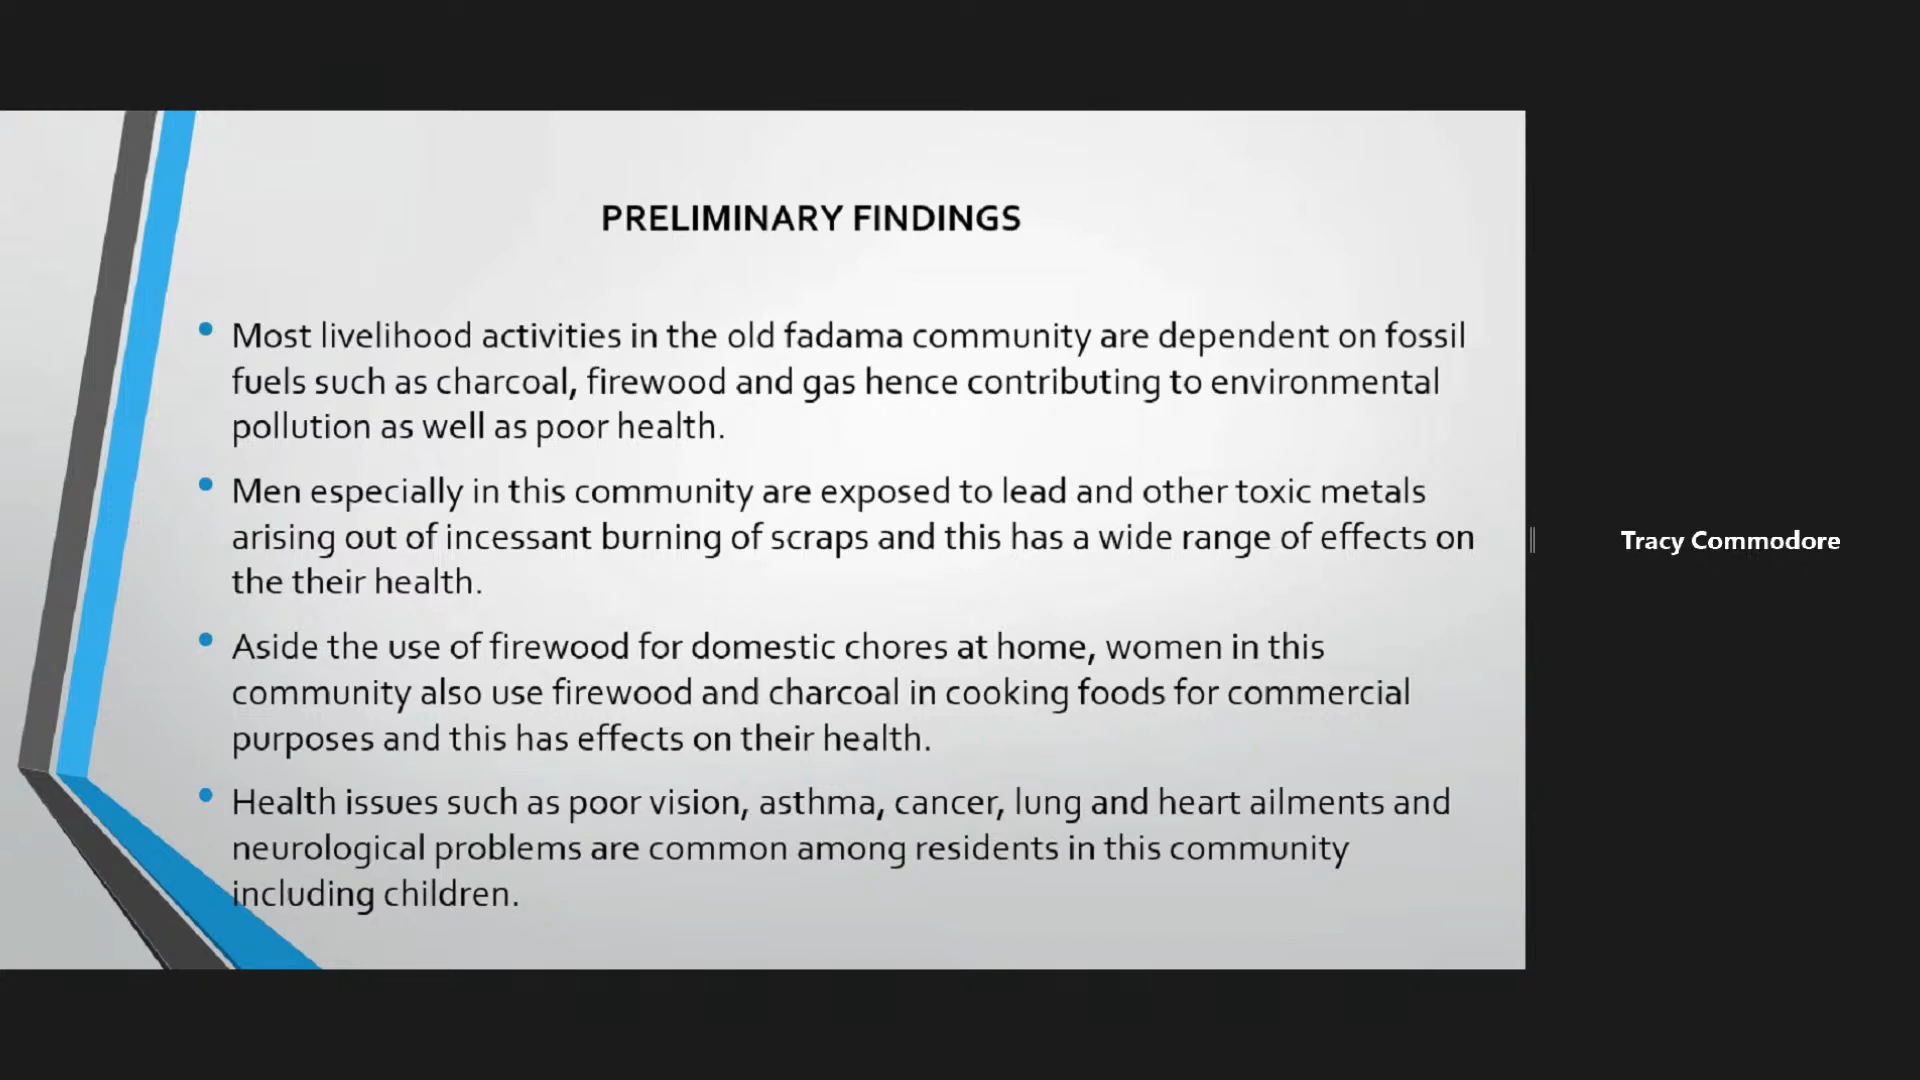 PRELIMINARY FINDINGS
• Most livelihood activities in the old fadama community are dependent on fossil
fuels such as charcoal, firewood and gas hence contributing to environmental
pollution as well as poor health.
• Men especially in this community are exposed to lead and other toxic metals
arising out of incessant burning of scraps and this has a wide range of effects on
the their health.
• Aside the use of firewood for domestic chores at home, women in this
community also use firewood and charcoal in cooking foods for commercial
purposes and this has effects on their health.
• Health issues such as poor vision, asthma, cancer, lung and heart ailments and
neurological problems are common among residents in this community
including children.
Tracy Commodore